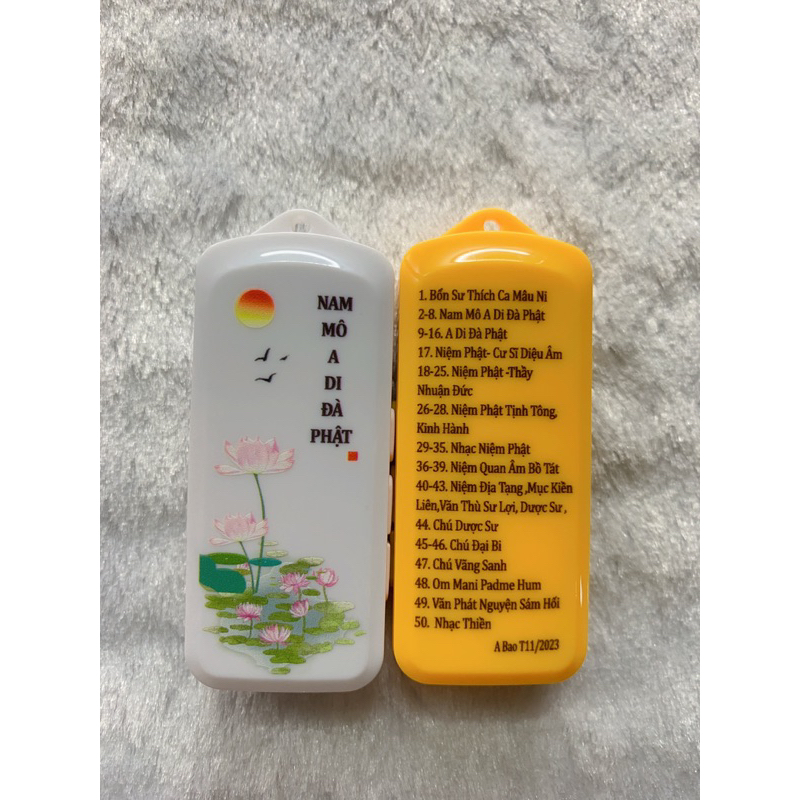 NAM
MÔ
A
DI
ĐÀ
PHẬT
1. Bổn Sư Thích Ca Mâu Ni
2-8. Nam Mô A Di Đà Phật
9-16. A Di Đà Phật
17. Niệm Phật- Cư Sĩ Diệu Âm
18-25. Niệm Phật -Thầy
Nhuận Đức
26-28. Niệm Phật Tịnh Tông,
Kinh Hành
29-35. Nhạc Niệm Phật
36-39. Niệm Quan Âm Bồ Tát
40-43. Niệm Địa Tạng ,Mục Kiền
Liên,Văn Thù Sư Lợi, Dược Sư ,
44. Chú Dược Sư
45-46. Chú Đại Bi
47. Chú Vãng Sanh
48. Om Mani Padme Hum
49. Văn Phát Nguyện Sám Hối
50. Nhạc Thiền
A Bao T11/2023